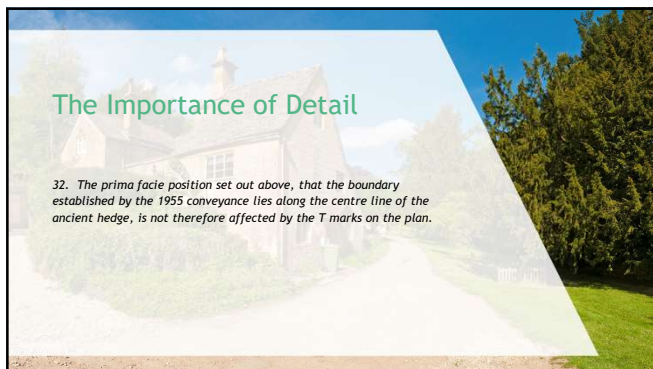 The Importance of Detail
32. The prima facie position set out above, that the boundary
established by the 1955 conveyance lies along the centre line of the
ancient hedge, is not therefore affected by the T marks on the plan.